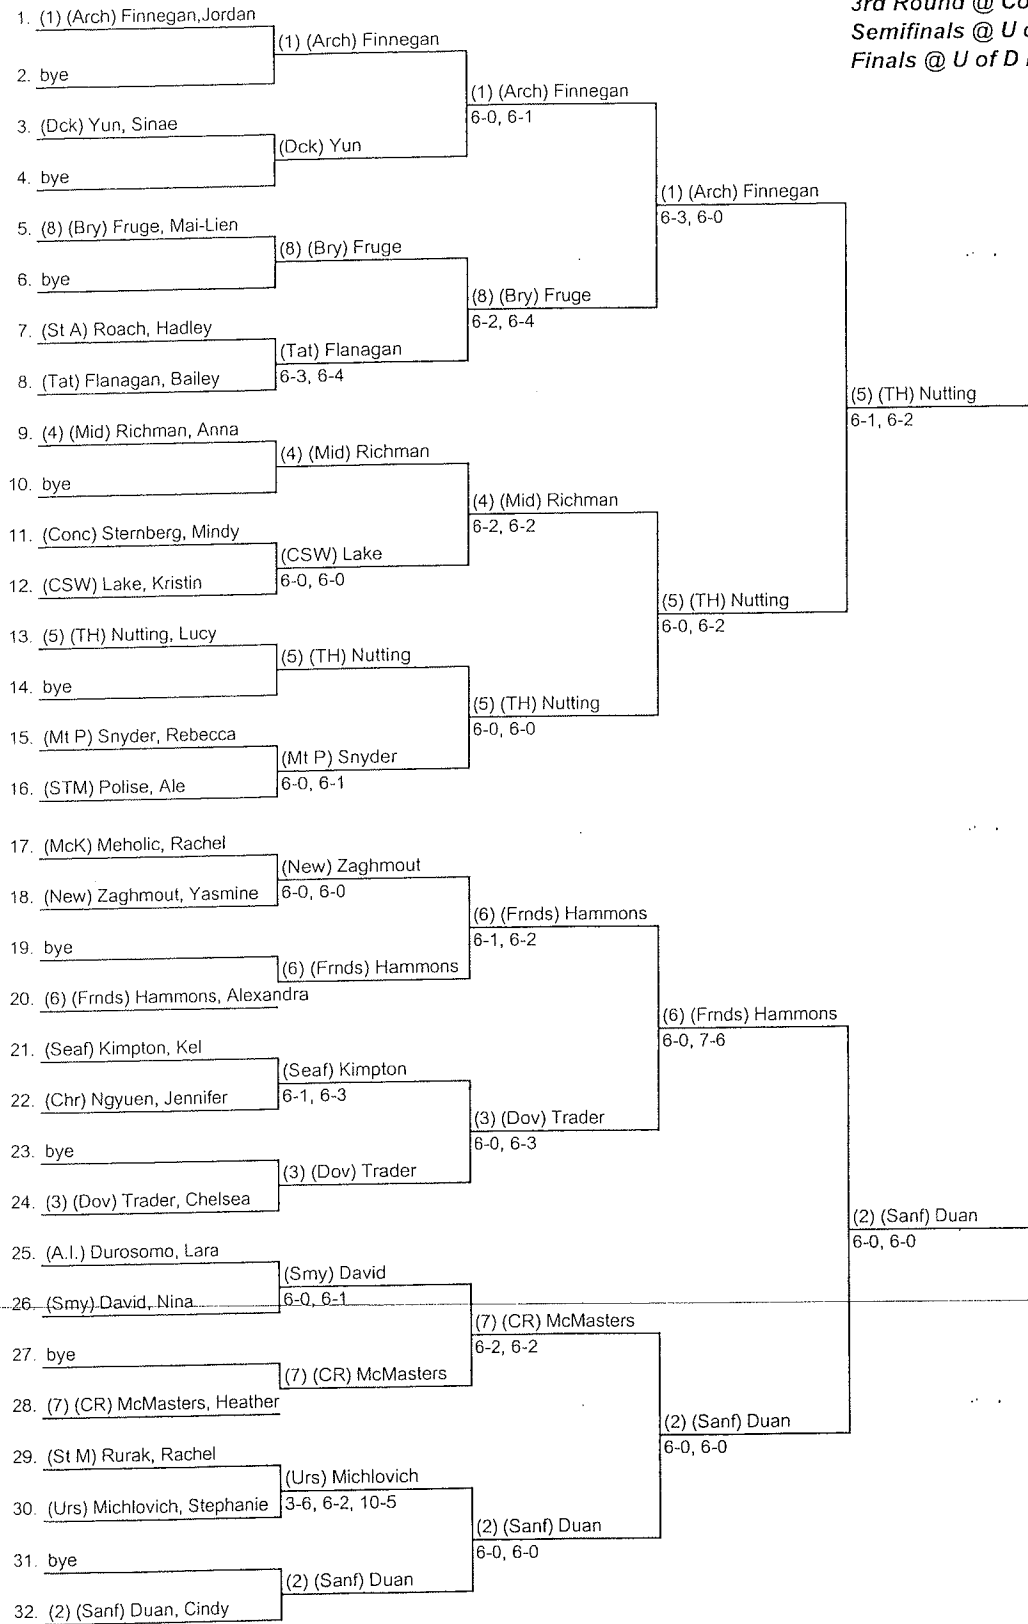 3rd Round @ Co
Semifinals @ U o
Finals @ U of D
1. (1) (Arch) Finnegan,Jordan
(1) (Arch) Finnegan
2. bye
(1) (Arch) Finnegan
6-0, 6-1
3. (Dck) Yun, Sinae
(Dck) Yun
4. bye
(1) (Arch) Finnegan
6-3, 6-0
5. (8) (Bry) Fruge, Mai-Lien
(8) (Bry) Fruge
6. bye
(8) (Bry) Fruge
6-2, 6-4
7. (St A) Roach, Hadley
(Tat) Flanagan
6-3, 6-4
8. (Tat) Flanagan, Bailey
(5) (TH) Nutting
6-1, 6-2
9. (4) (Mid) Richman, Anna
(4) (Mid) Richman
10. bye
(4) (Mid) Richman
6-2, 6-2
11. (Conc) Sternberg, Mindy
(CSW) Lake
6-0, 6-0
12. (CSW) Lake, Kristin
(5) (TH) Nutting
6-0, 6-2
13. (5) (TH) Nutting, Lucy
(5) (TH) Nutting
14. bye
(5) (TH) Nutting
6-0, 6-0
15. (Mt P) Snyder, Rebecca
(Mt P) Snyder
6-0, 6-1
16. (STM) Polise, Ale
17. (McK) Meholic, Rachel
(New) Zaghmout
6-0, 6-0
18. (New) Zaghmout, Yasmine
(6) (Frnds) Hammons
6-1, 6-2
19. bye
(6) (Frnds) Hammons
20. (6) (Frnds) Hammons, Alexandra
(6) (Frnds) Hammons
6-0, 7-6
21. (Seaf) Kimpton, Kel
(Seaf) Kimpton
6-1, 6-3
22. (Chr) Ngyuen, Jennifer
(3) (Dov) Trader
6-0, 6-3
23. bye
(3) (Dov) Trader
24. (3) (Dov) Trader, Chelsea
(2) (Sanf) Duan
6-0, 6-0
25. (A.I.) Durosomo, Lara
(Smy) David
6-0, 6-1
26. (Smy) David, Nina
(7) (CR) McMasters
6-2, 6-2
27. bye
(7) (CR) McMasters
28. (7) (CR) McMasters, Heather
(2) (Sanf) Duan
6-0, 6-0
29. (St M) Rurak, Rachel
(Urs) Michlovich
3-6, 6-2, 10-5
30. (Urs) Michlovich, Stephanie
(2) (Sanf) Duan
6-0, 6-0
31. bye
(2) (Sanf) Duan
32. (2) (Sanf) Duan, Cindy